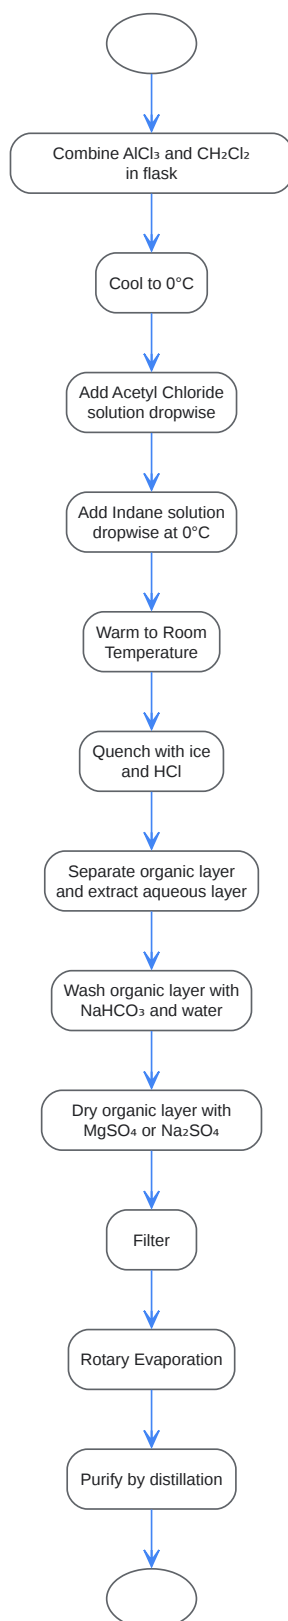 Combine AlCl₃ and CH₂Cl₂
in flask
Cool to 0°C
Add Acetyl Chloride
solution dropwise
Add Indane solution
dropwise at 0°C
Warm to Room
Temperature
Quench with ice
and HCl
Separate organic layer
and extract aqueous layer
Wash organic layer with
NaHCO₃ and water
Dry organic layer with
MgSO₄ or Na₂SO₄
Filter
Rotary Evaporation
Purify by distillation